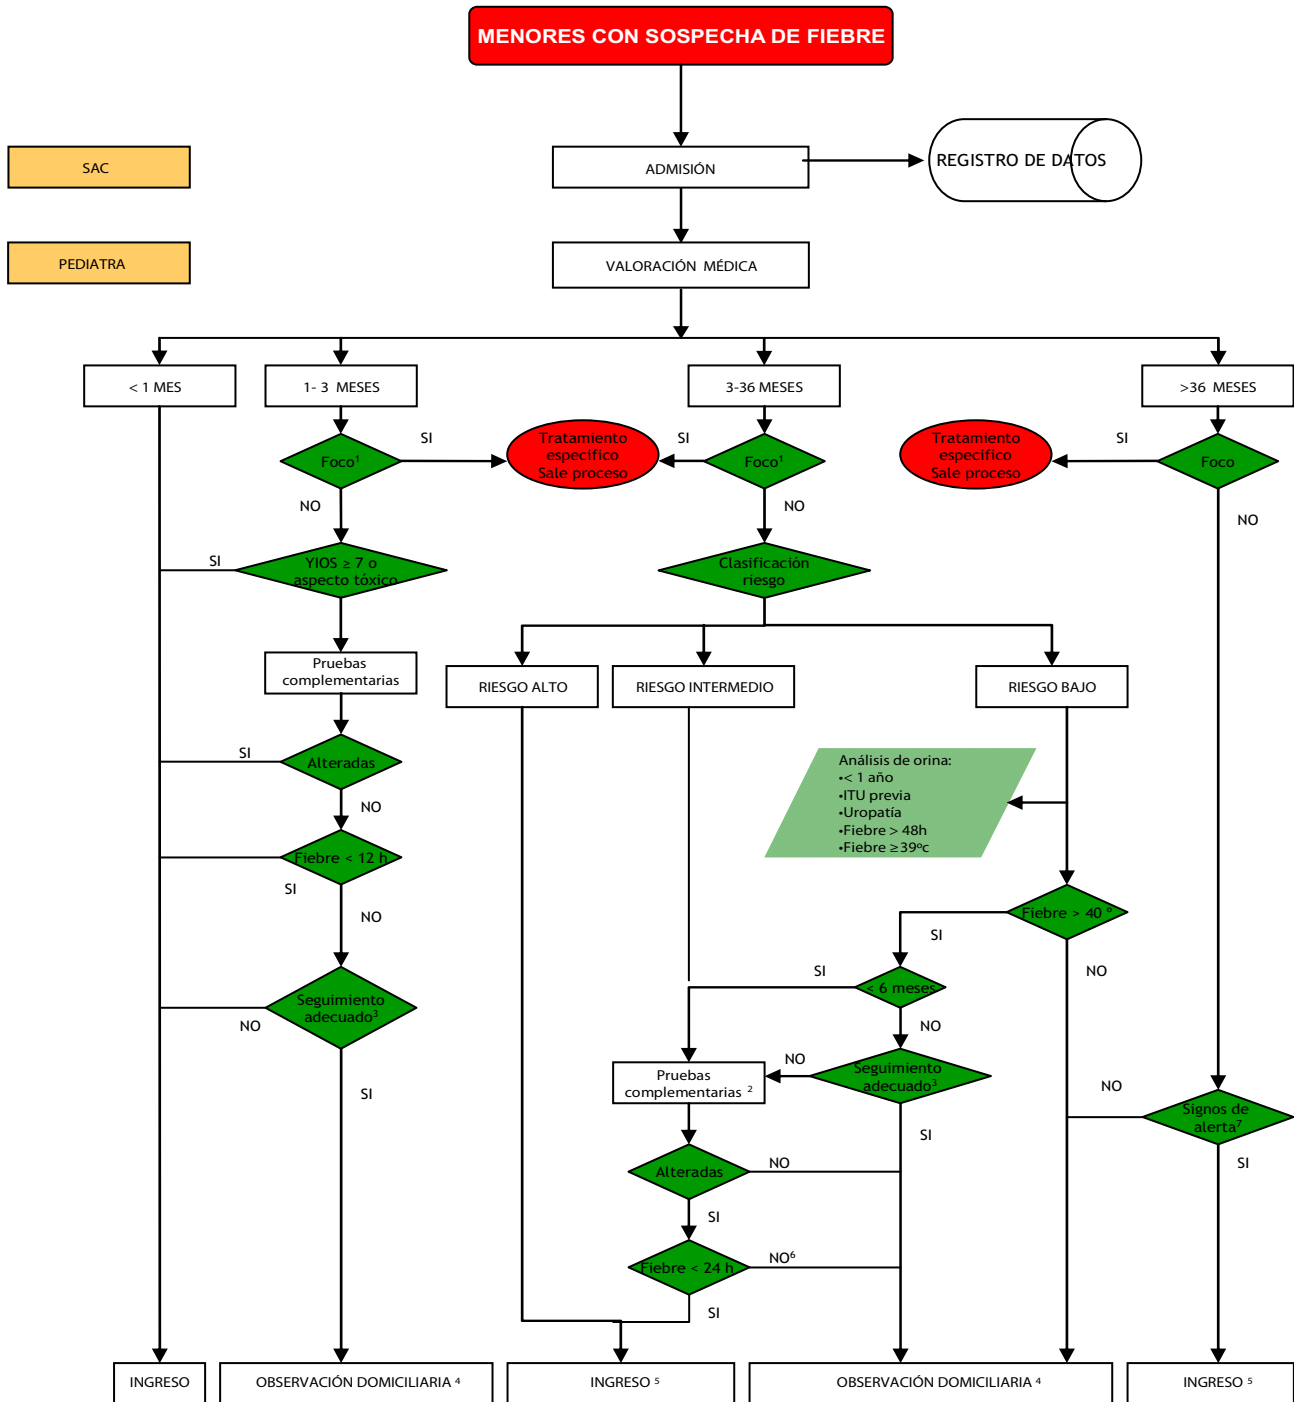 MENORES CON SOSPECHA DE FIEBRE
SAC
ADMISIÓN
REGISTRO DE DATOS
PEDIATRA
VALORACIÓN MÉDICA
< 1 MES
1- 3 MESES
3-36 MESES
>36 MESES
Foco¹
SI
Tratamiento
específico
Sale proceso
SI
Foco¹
Tratamiento
específico
Sale proceso
SI
Foco
NO
NO
NO
SI
YIOS ≥ 7 o
aspecto tóxico
Clasificación
riesgo
Pruebas
complementarias
RIESGO ALTO
RIESGO INTERMEDIO
RIESGO BAJO
SI
Alteradas
NO
Análisis de orina:
•< 1 año
•ITU previa
•Uropatía
•Fiebre > 48h
•Fiebre ≥39ºc
Fiebre < 12 h
SI
NO
Fiebre > 40 º
SI
NO
SI
< 6 meses
NO
Seguimiento
adecuado³
NO
SI
Pruebas
complementarias ²
NO
Seguimiento
adecuado³
SI
NO
Signos de
alerta⁷
SI
Alteradas
NO
SI
Fiebre < 24 h
NO⁶
SI
INGRESO
OBSERVACIÓN DOMICILIARIA ⁴
INGRESO ⁵
OBSERVACIÓN DOMICILIARIA ⁴
INGRESO ⁵